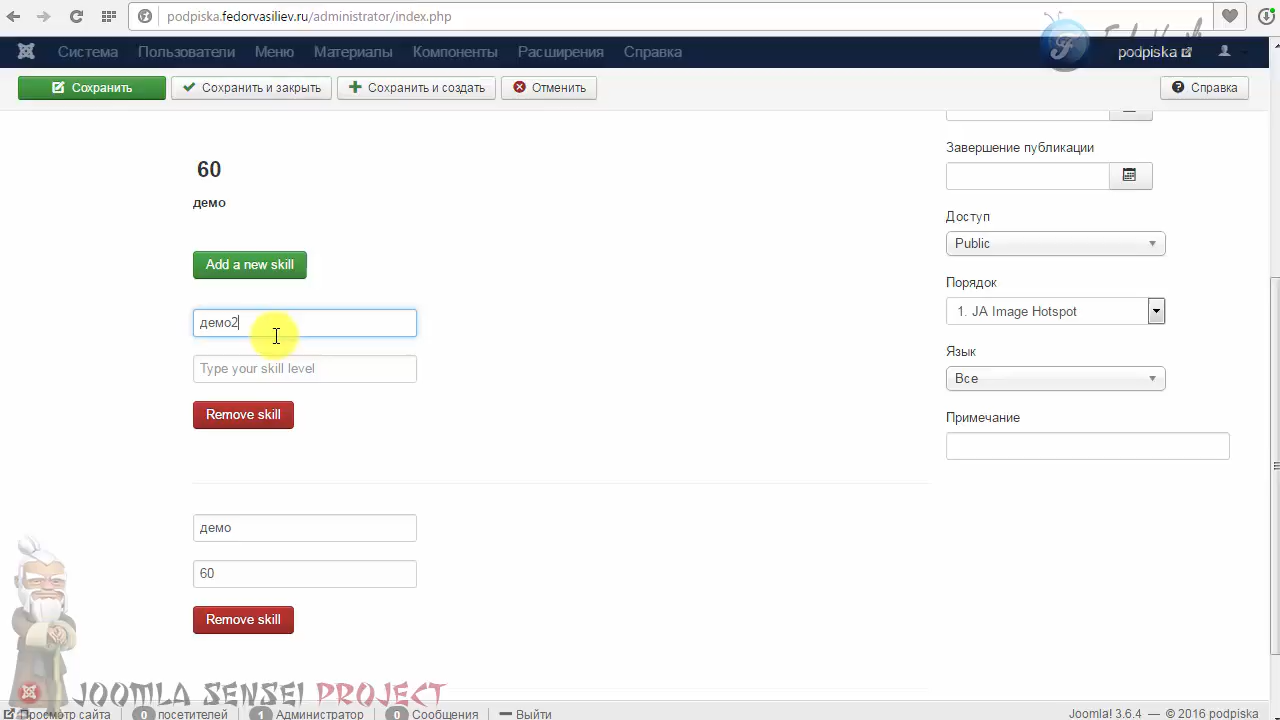 podpiska.fedorvasiliev.ru/administrator/index.php
Система Пользователи Меню Материалы Компоненты Расширения Справка podpiska
Сохранить Сохранить и закрыть Сохранить и создать Отменить Справка
60
демо
Add a new skill
демо2
Type your skill level
Remove skill
демо
60
Remove skill
Завершение публикации
Доступ
Public
Порядок
1. JA Image Hotspot
Язык
Все
Примечание
JOOMLA SENSEI PROJECT
Просмотр сайта 0 посетителей 1 Администратор 0 Сообщения Выйти
Joomla! 3.6.4 — © 2016 podpiska